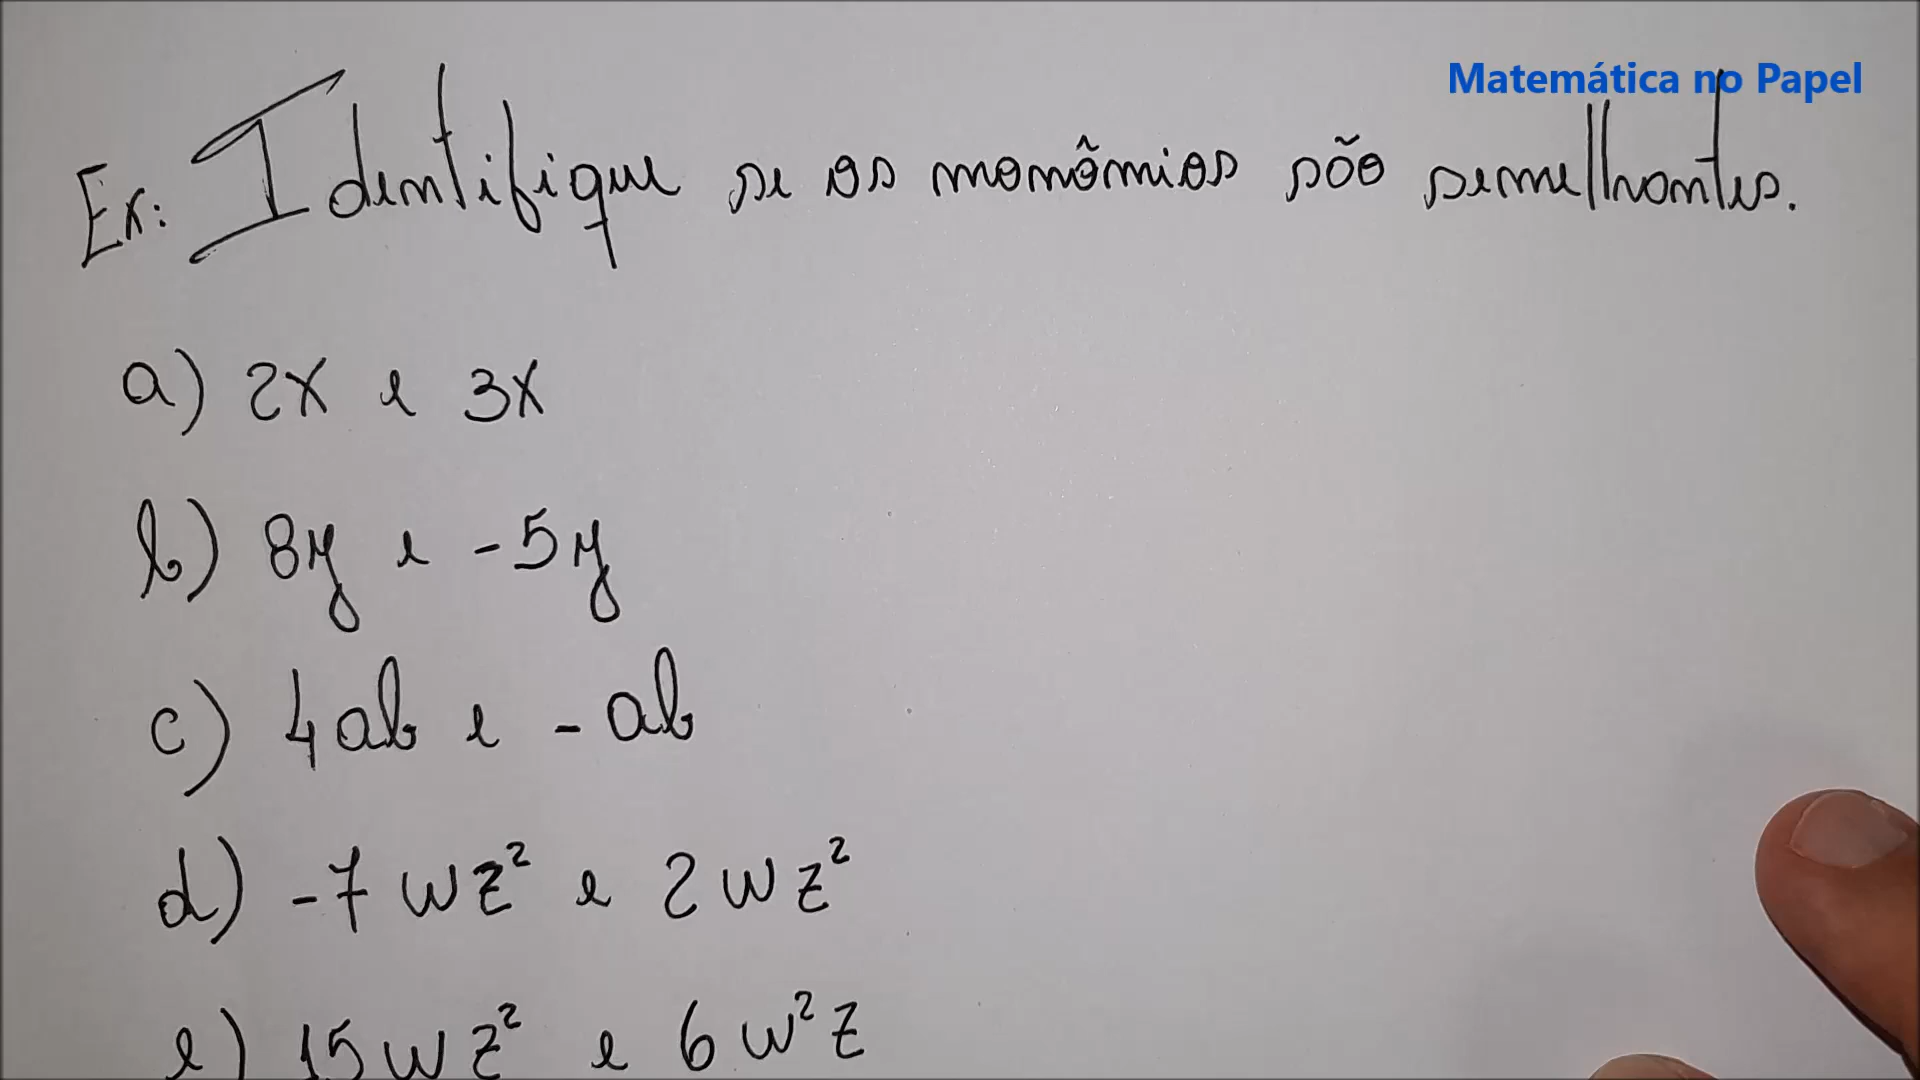 Matemática no Papel
Ex: Identifique se os monômios são semelhantes.
a) 2x e 3x
b) 8y e -5y
c) 4ab e -ab
d) -7wz² e 2wz²
e) 15wz² e 6w²z